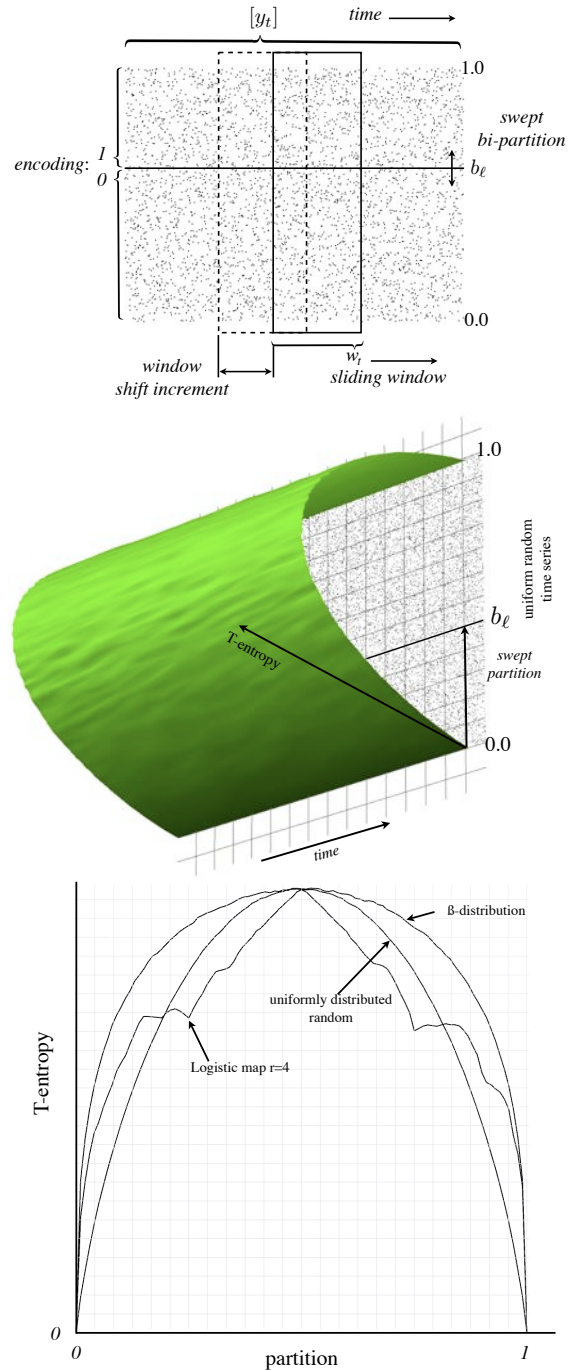 [y_t]
time
1.0
swept
bi-partition
encoding: 1
0
b_ℓ
0.0
w_t
window
shift increment
sliding window
1.0
uniform random
time series
b_ℓ
T-entropy
swept
partition
0.0
time
ß-distribution
uniformly distributed
random
Logistic map r=4
T-entropy
0
0
partition
1